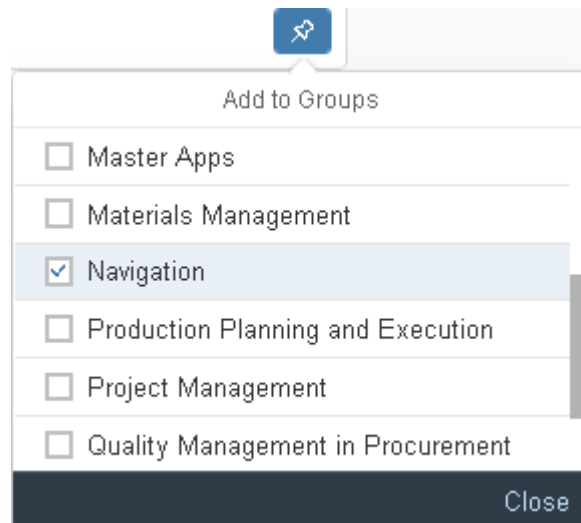 Add to Groups
Master Apps
Materials Management
Navigation
Production Planning and Execution
Project Management
Quality Management in Procurement
Close